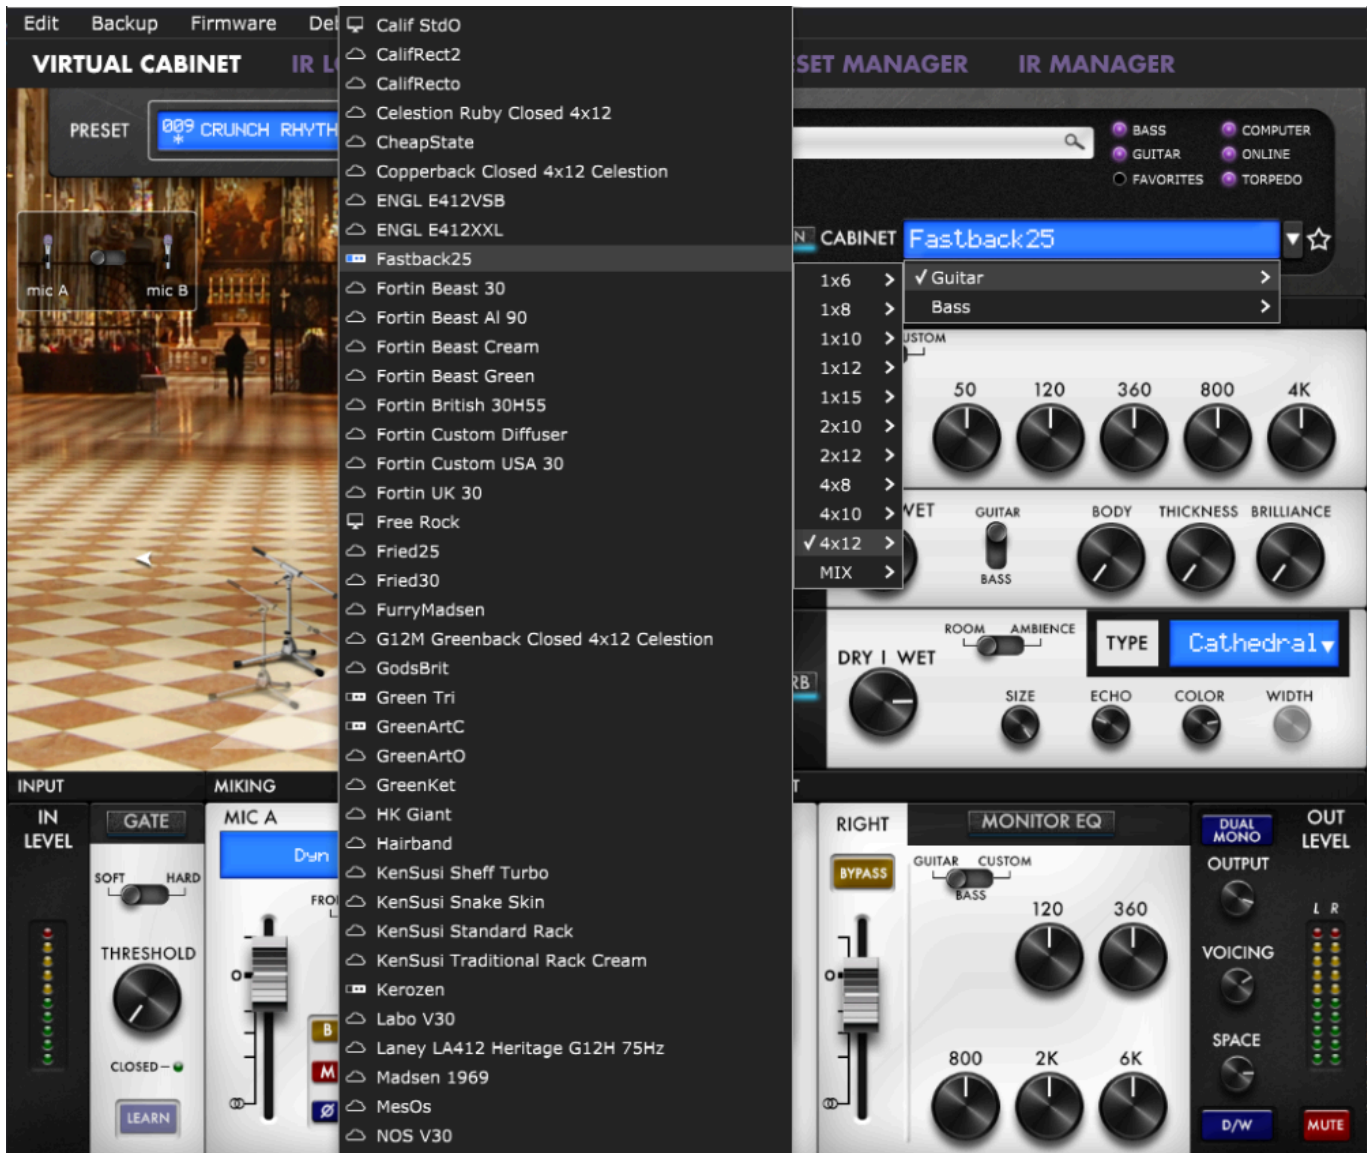 Edit Backup Firmware
VIRTUAL CABINET
SET MANAGER IR MANAGER
PRESET
009 CRUNCH RHYTH
*
mic A mic B
Calif StdO
CalifRect2
CalifRecto
Celestion Ruby Closed 4x12
CheapState
Copperback Closed 4x12 Celestion
ENGL E412VSB
ENGL E412XXL
Fastback25
Fortin Beast 30
Fortin Beast Al 90
Fortin Beast Cream
Fortin Beast Green
Fortin British 30H55
Fortin Custom Diffuser
Fortin Custom USA 30
Fortin UK 30
Free Rock
Fried25
Fried30
FurryMadsen
G12M Greenback Closed 4x12 Celestion
GodsBrit
Green Tri
GreenArtC
GreenArtO
GreenKet
HK Giant
Hairband
KenSusi Sheff Turbo
KenSusi Snake Skin
KenSusi Standard Rack
KenSusi Traditional Rack Cream
Kerozen
Labo V30
Laney LA412 Heritage G12H 75Hz
Madsen 1969
MesOs
NOS V30
BASS COMPUTER
GUITAR ONLINE
FAVORITES TORPEDO
CABINET Fastback25
Guitar
Bass
1x6
1x8
1x10
1x12
1x15
2x10
2x12
4x8
4x10
4x12
MIX
USTOM
50 120 360 800 4K
WET GUITAR BODY THICKNESS BRILLIANCE
BASS
DRY | WET
ROOM AMBIENCE
TYPE Cathedral
RB
SIZE ECHO COLOR WIDTH
INPUT MIKING
IN LEVEL
GATE
SOFT HARD
THRESHOLD
CLOSED
LEARN
MIC A
Dyn
FRO
B
M
Ø
RIGHT
BYPASS
MONITOR EQ
GUITAR CUSTOM
BASS
120 360
800 2K 6K
DUAL
MONO
OUTPUT
VOICING
SPACE
D/W
OUT
LEVEL
L R
MUTE